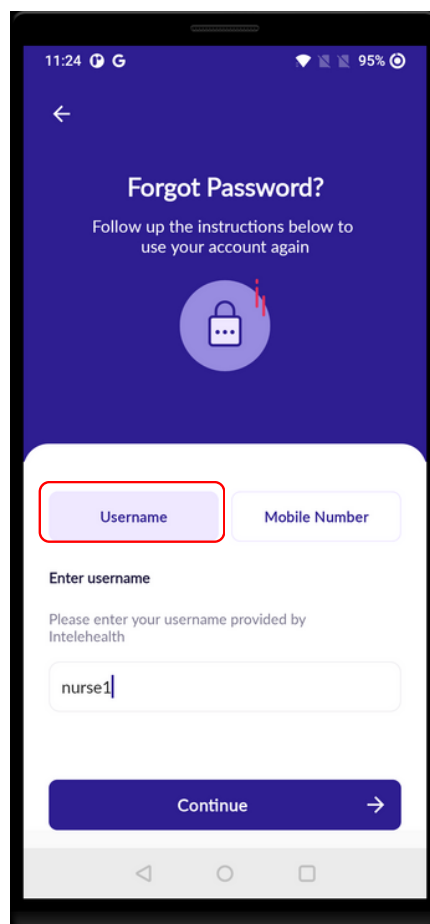 11:24 G 95%
Forgot Password?
Follow up the instructions below to
use your account again
Username
Mobile Number
Enter username
Please enter your username provided by
Intelehealth
nurse1
Continue